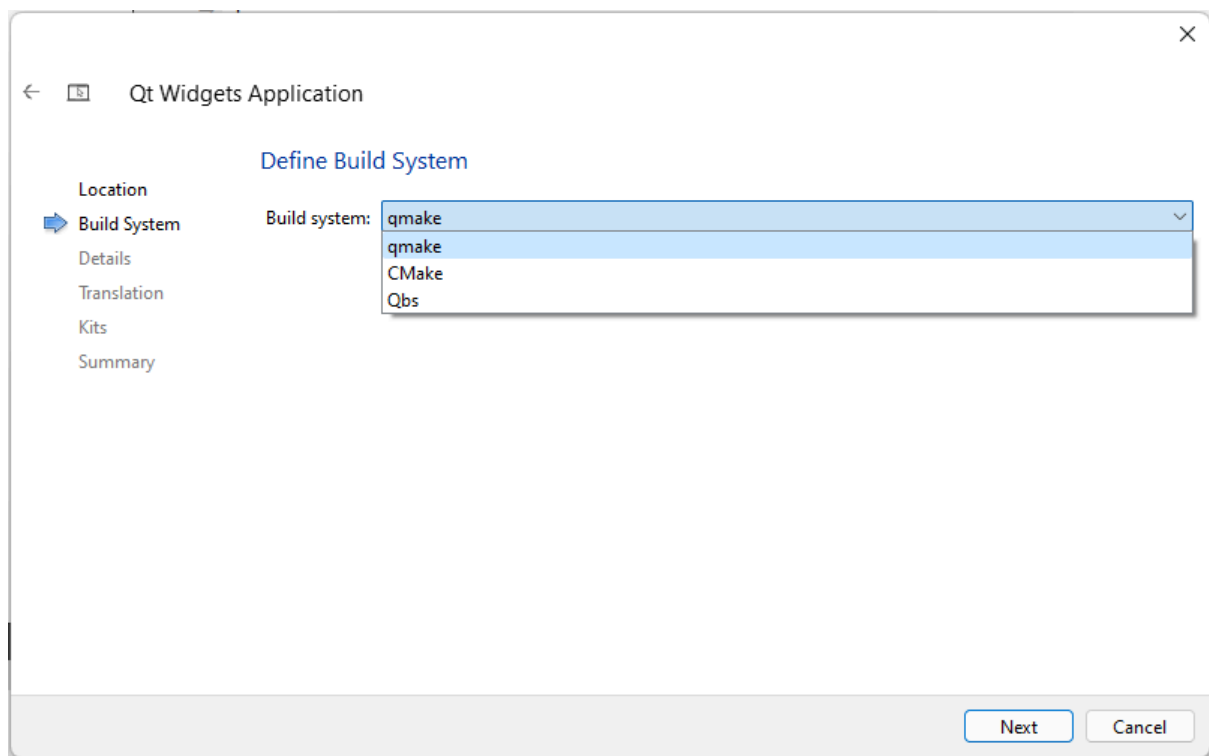 Qt Widgets Application
Define Build System
Location
Build System
Details
Translation
Kits
Summary
Build system: qmake
qmake
CMake
Qbs
Next Cancel